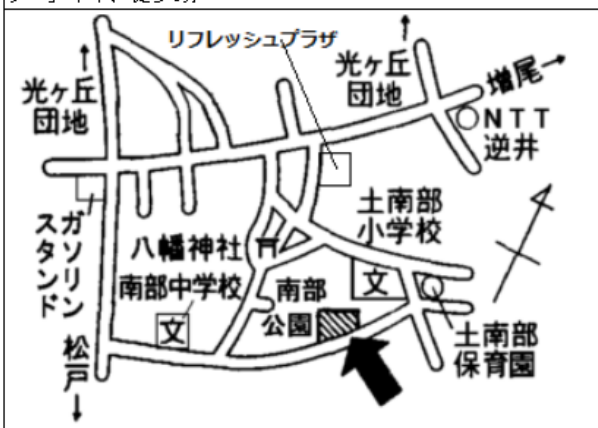 リフレッシュプラザ
光ヶ丘
団地
光ヶ丘
団地
増尾
NTT
逆井
ガソリン
スタンド
八幡神社
土南部
小学校
南部中学校
文
南部
公園
文
土南部
保育園
松戸